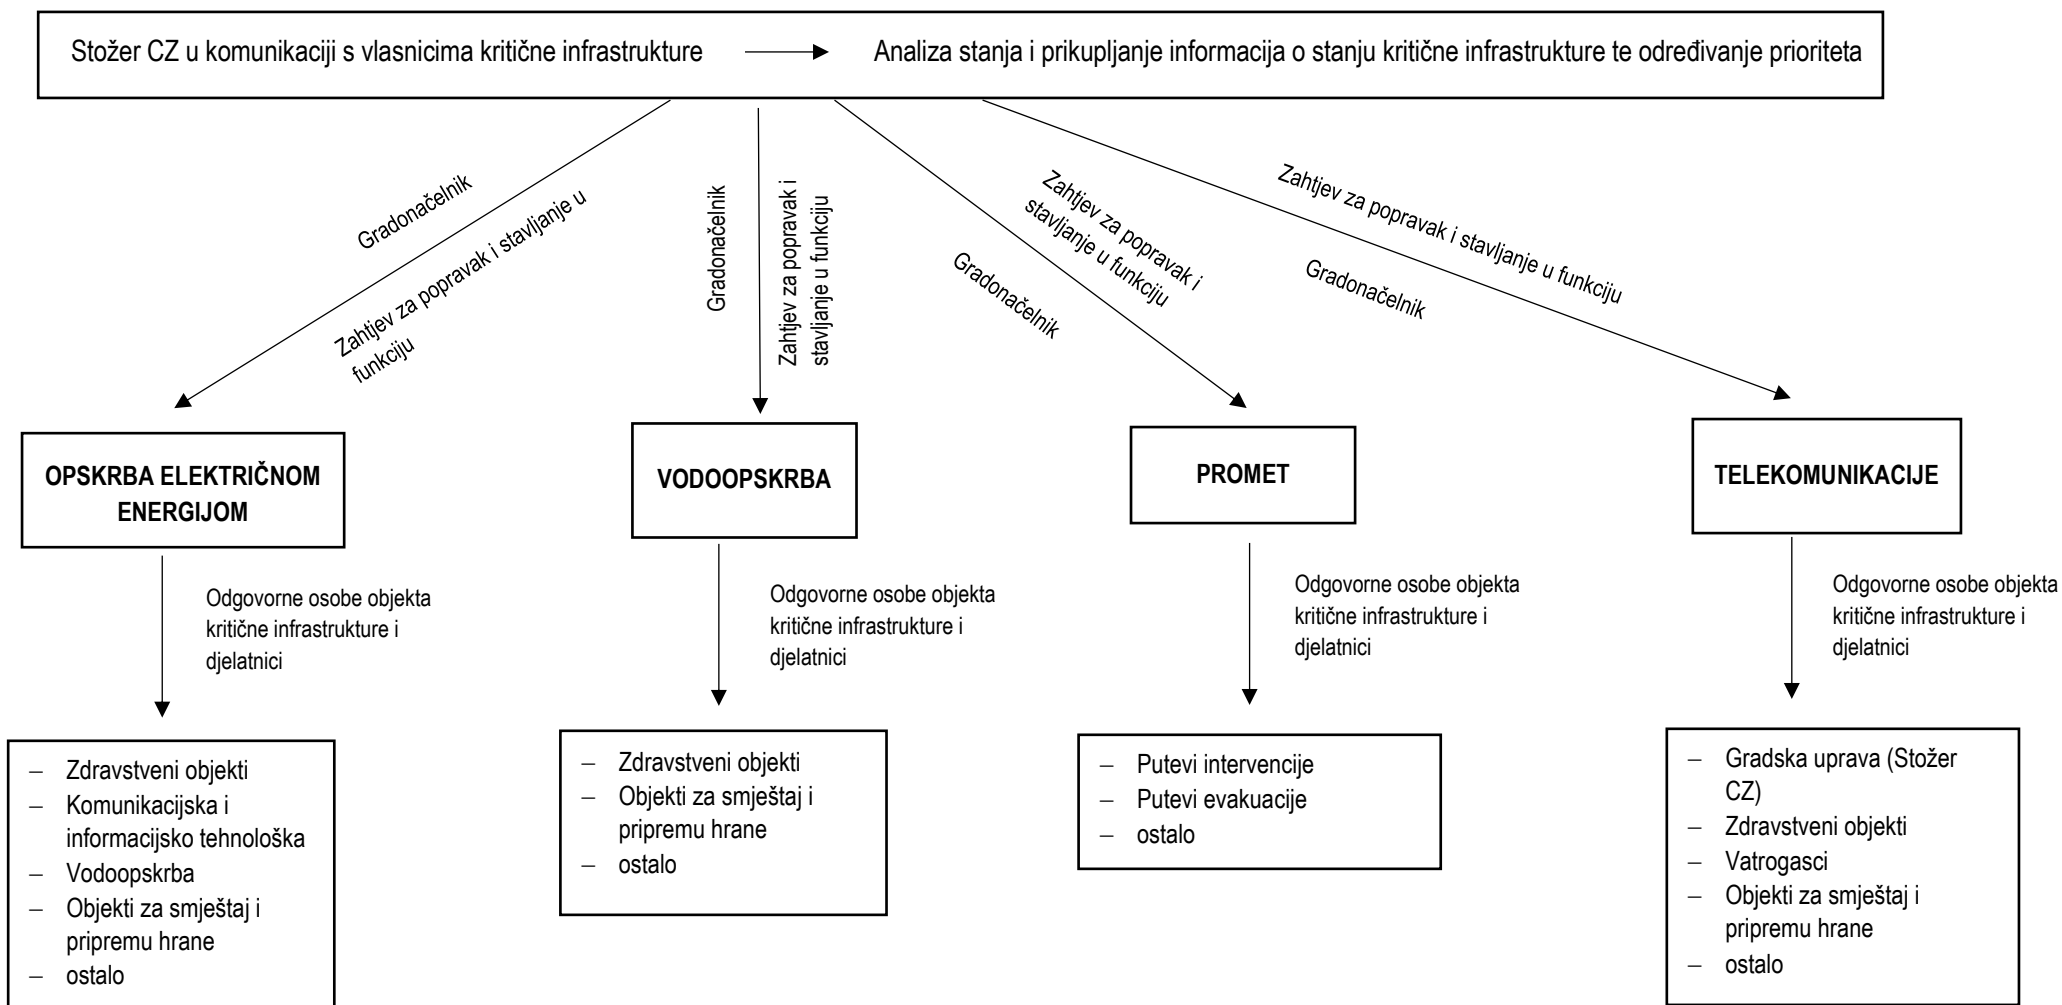 Stožer CZ u komunikaciji s vlasnicima kritične infrastrukture
Analiza stanja i prikupljanje informacija o stanju kritične infrastrukture te određivanje prioriteta
Gradonačelnik
Zahtjev za popravak i stavljanje u
funkciju
Gradonačelnik
Zahtjev za popravak i
stavljanje u funkciju
Zahtjev za popravak i
stavljanje u funkciju
Gradonačelnik
Zahtjev za popravak i stavljanje u funkciju
Gradonačelnik
OPSKRBA ELEKTRIČNOM
ENERGIJOM
VODOOPSKRBA
PROMET
TELEKOMUNIKACIJE
Odgovorne osobe objekta
kritične infrastrukture i
djelatnici
Odgovorne osobe objekta
kritične infrastrukture i
djelatnici
Odgovorne osobe objekta
kritične infrastrukture i
djelatnici
Odgovorne osobe objekta
kritične infrastrukture i
djelatnici
– Zdravstveni objekti
– Komunikacijska i
informacijsko tehnološka
– Vodoopskrba
– Objekti za smještaj i
pripremu hrane
– ostalo
– Zdravstveni objekti
– Objekti za smještaj i
pripremu hrane
– ostalo
– Putevi intervencije
– Putevi evakuacije
– ostalo
– Gradska uprava (Stožer
CZ)
– Zdravstveni objekti
– Vatrogasci
– Objekti za smještaj i
pripremu hrane
– ostalo